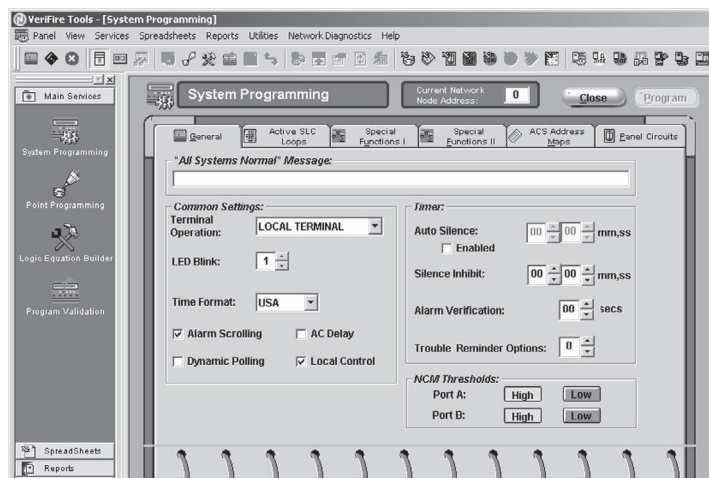 VeriFire Tools - [System Programming]
Panel View Services Spreadsheets Reports Utilities Network Diagnostics Help
Main Services
System Programming
Point Programming
Logic Equation Builder
Program Validation
SpreadSheets
Reports
System Programming
Current Network Node Address: 0
Close
Program
General
Active SLC Loops
Special Functions I
Special Functions II
ACS Address Maps
Panel Circuits
"All Systems Normal" Message:
Common Settings:
Terminal Operation: LOCAL TERMINAL
LED Blink: 1
Time Format: USA
Alarm Scrolling AC Delay
Dynamic Polling Local Control
Timer:
Auto Silence: 00 00 mm,ss
Enabled
Silence Inhibit: 00 00 mm,ss
Alarm Verification: 00 secs
Trouble Reminder Options: 0
NCM Thresholds:
Port A: High Low
Port B: High Low